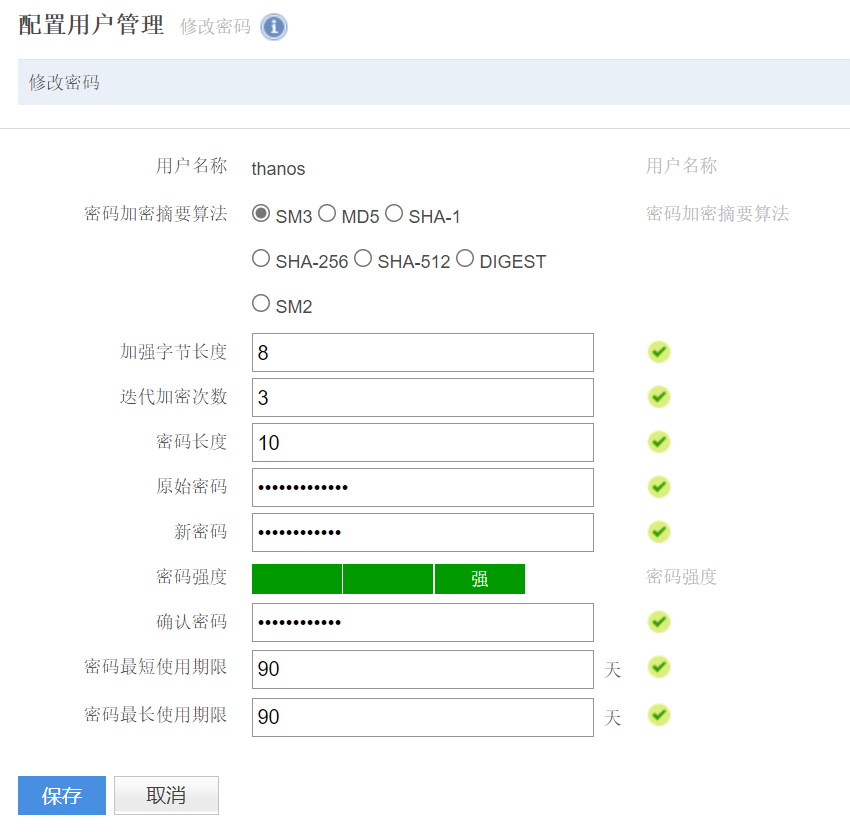 配置用户管理 修改密码
修改密码
用户名称 thanos 用户名称
密码加密摘要算法 SM3 MD5 SHA-1 密码加密摘要算法
SHA-256 SHA-512 DIGEST
SM2
加强字节长度 8
迭代加密次数 3
密码长度 10
原始密码 •••••••••••••
新密码 ••••••••••••
密码强度 强 密码强度
确认密码 ••••••••••••
密码最短使用期限 90 天
密码最长使用期限 90 天
保存 取消